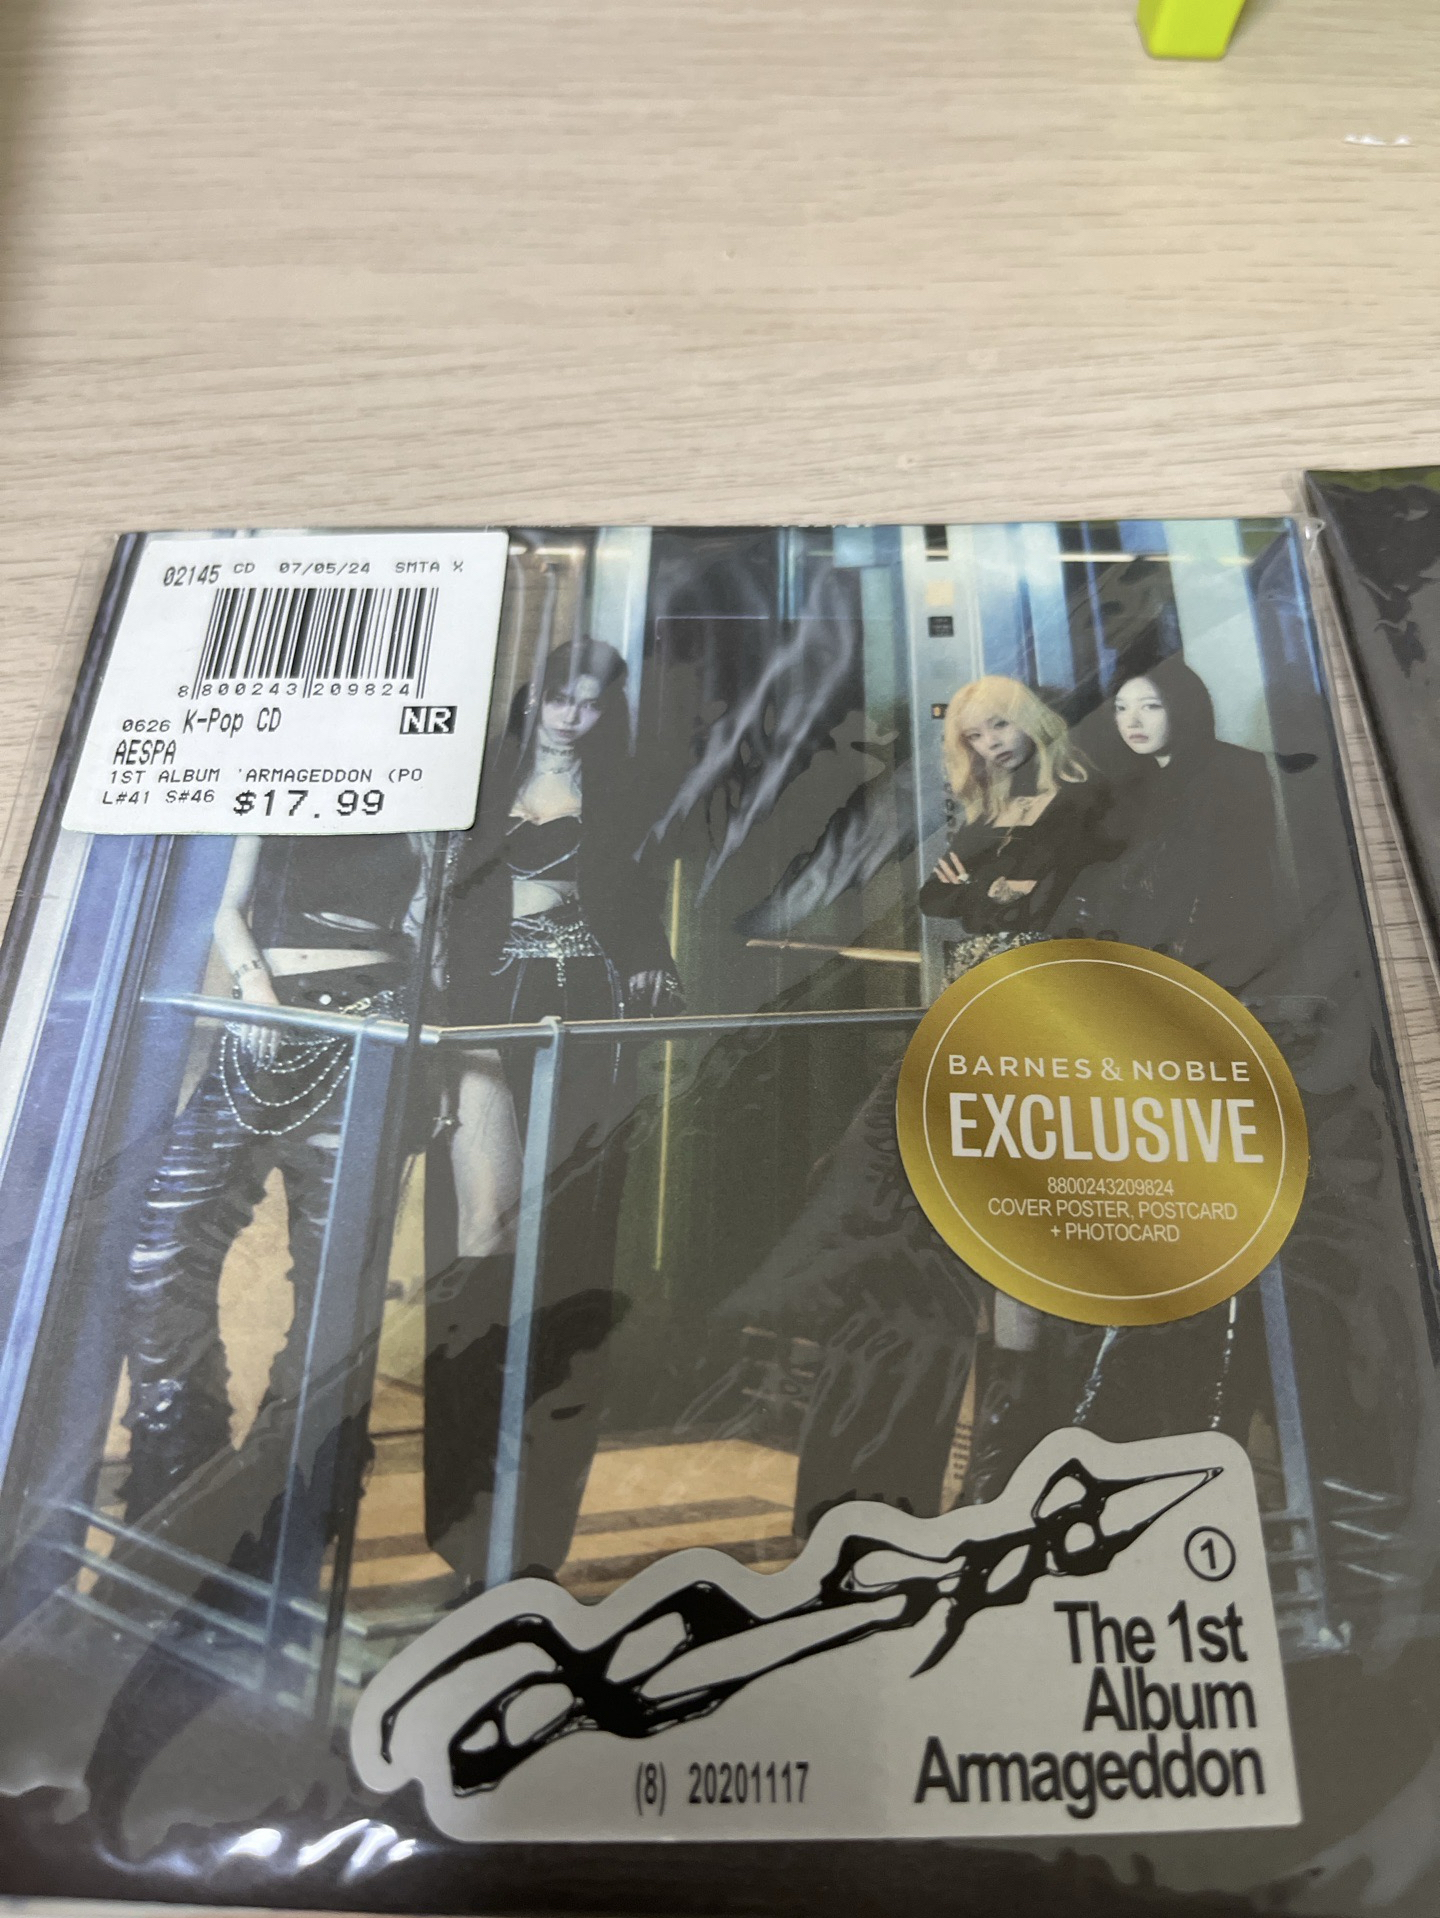 02145 CD 07/05/24 SMTA X
8 800243 209824
0626 K-Pop CD NR
AESPA
1ST ALBUM 'ARMAGEDDON (PO
L#41 S#46 $17.99
BARNES & NOBLE
EXCLUSIVE
8800243209824
COVER POSTER, POSTCARD
+ PHOTOCARD
aespa
①
The 1st
Album
Armageddon
(8) 20201117